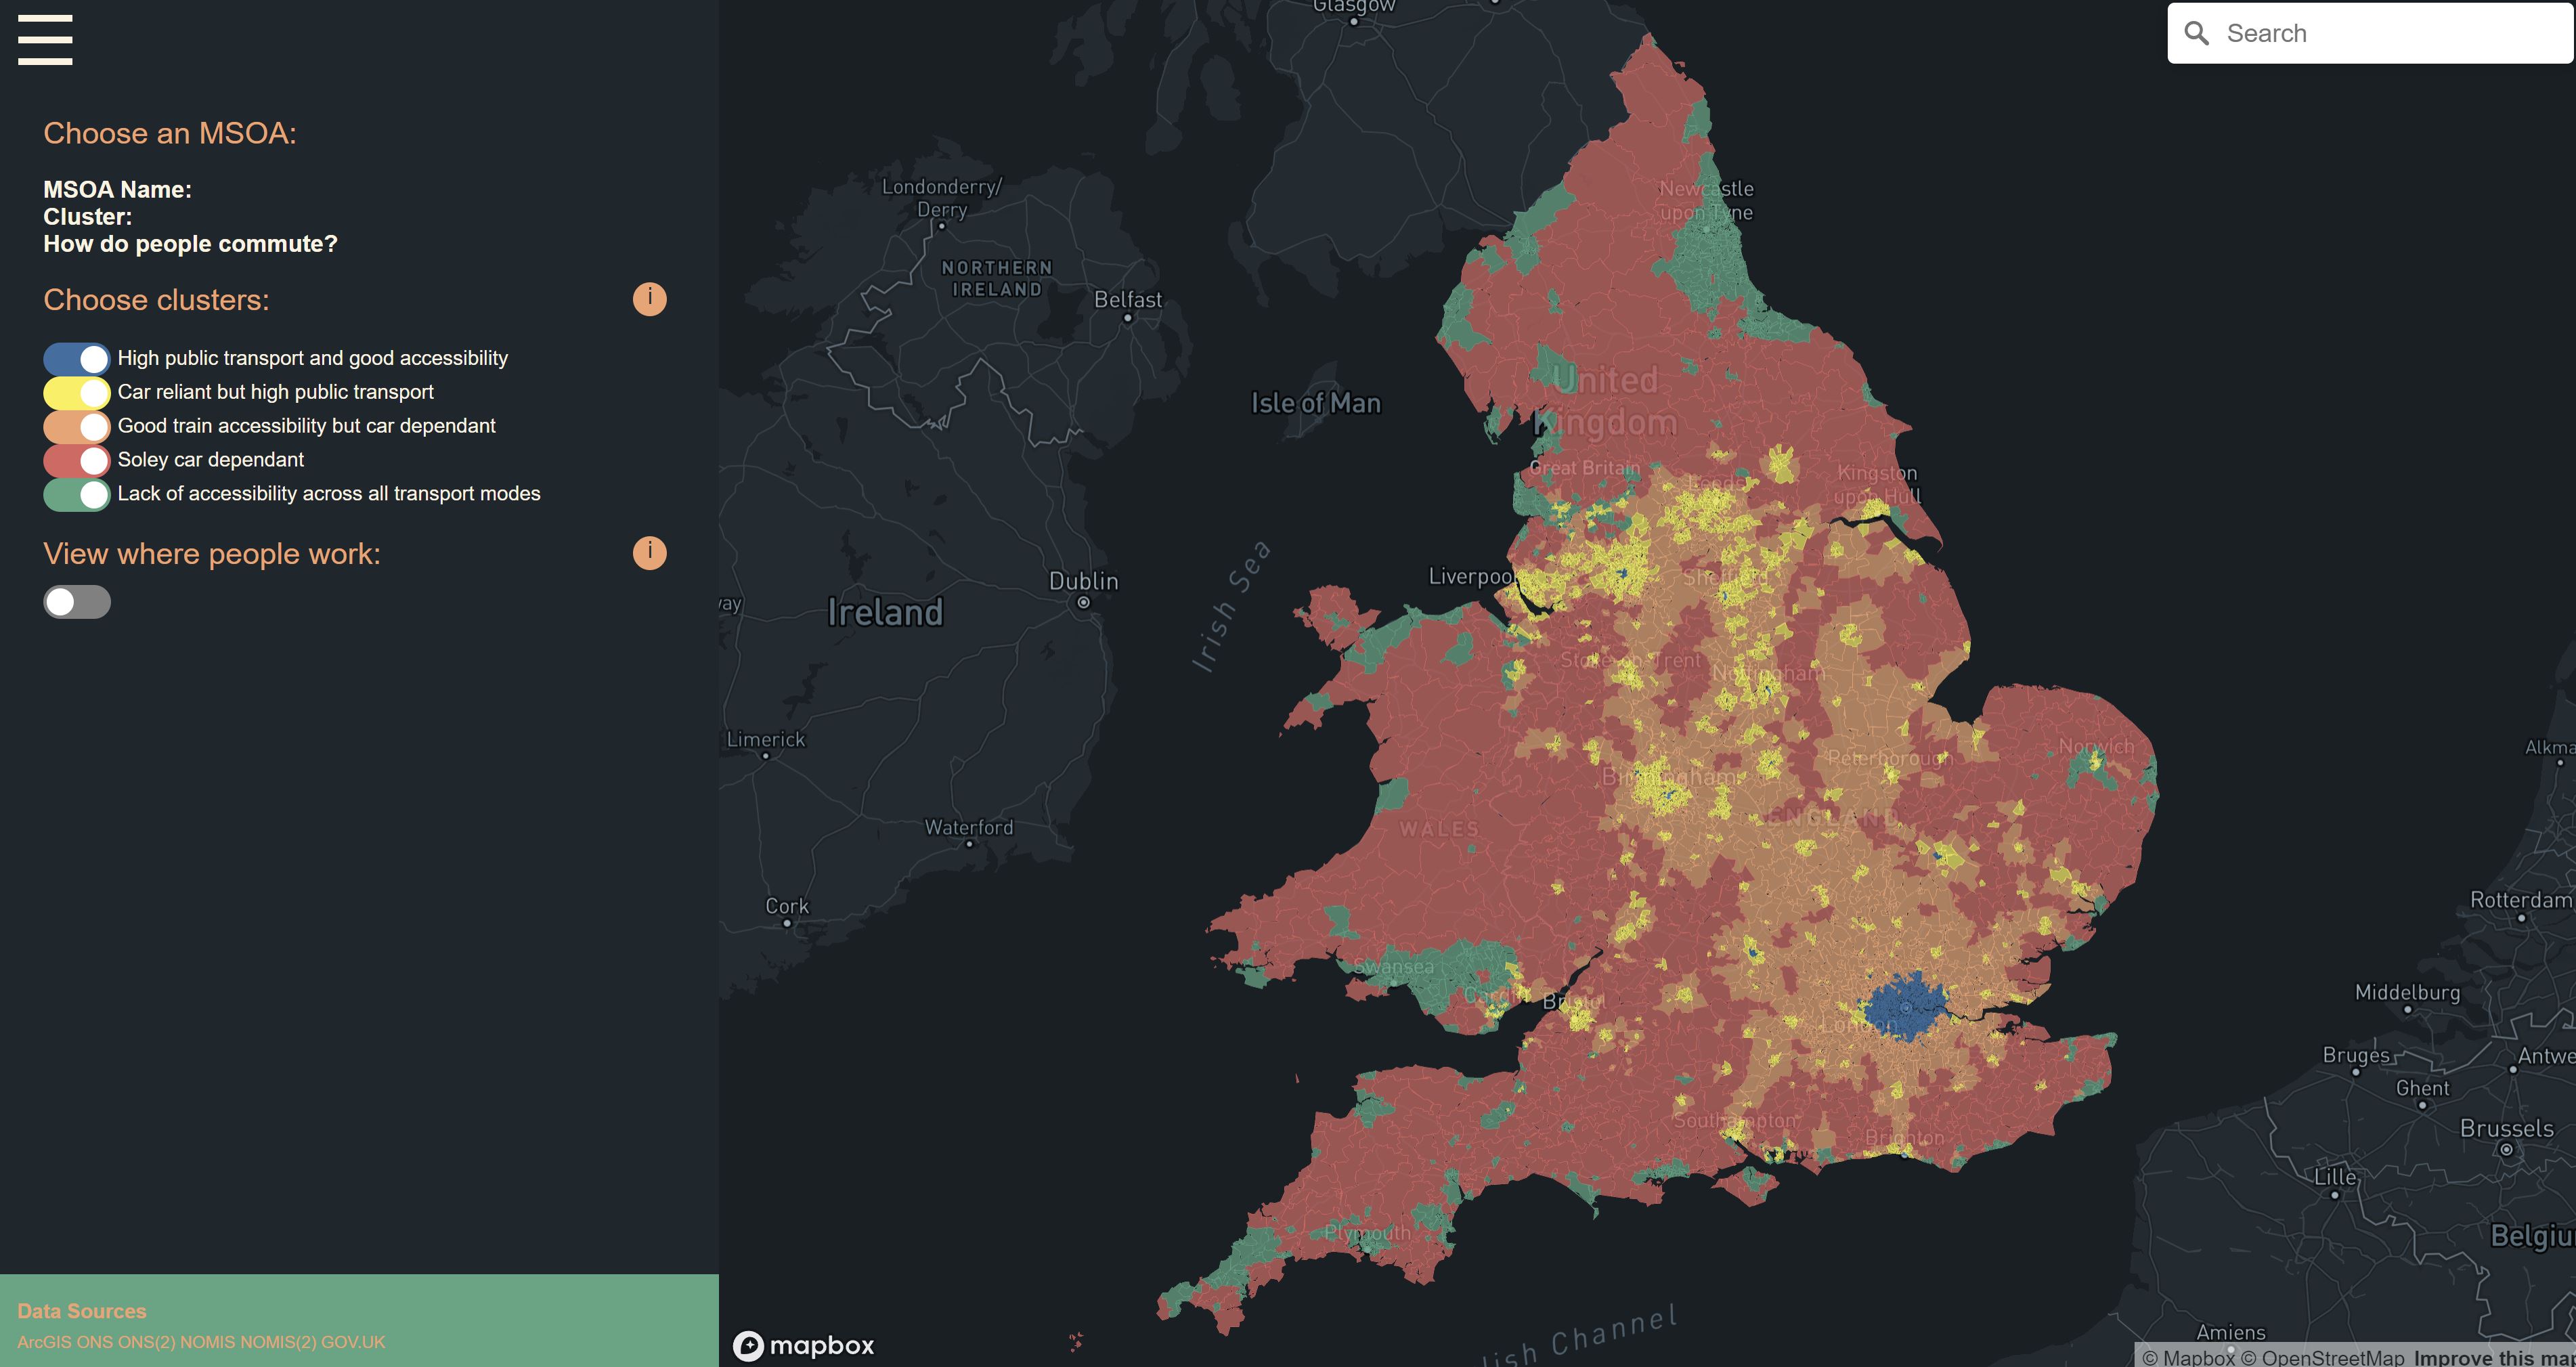 Search
Choose an MSOA:
MSOA Name:
Cluster:
How do people commute?
Choose clusters:
i
High public transport and good accessibility
Car reliant but high public transport
Good train accessibility but car dependant
Soley car dependant
Lack of accessibility across all transport modes
View where people work:
i
Data Sources
ArcGIS ONS ONS(2) NOMIS NOMIS(2) GOV.UK
Glasgow
Londonderry/
Derry
NORTHERN
IRELAND
Belfast
Newcastle
upon Tyne
Isle of Man
United
Kingdom
Great Britain
Leeds
Kingston
upon Hull
Irish Sea
Dublin
Ireland
Liverpool
Sheffield
Stoke-on-Trent
Nottingham
Limerick
Peterborough
Norwich
Birmingham
ENGLAND
WALES
Waterford
Cork
Swansea
Cardiff
Bristol
London
Southampton
Brighton
Plymouth
Rotterdam
Middelburg
Bruges
Antwe
Ghent
Brussels
Lille
Belgiu
Amiens
Alkma
lish Channel
mapbox
© Mapbox © OpenStreetMap Improve this map